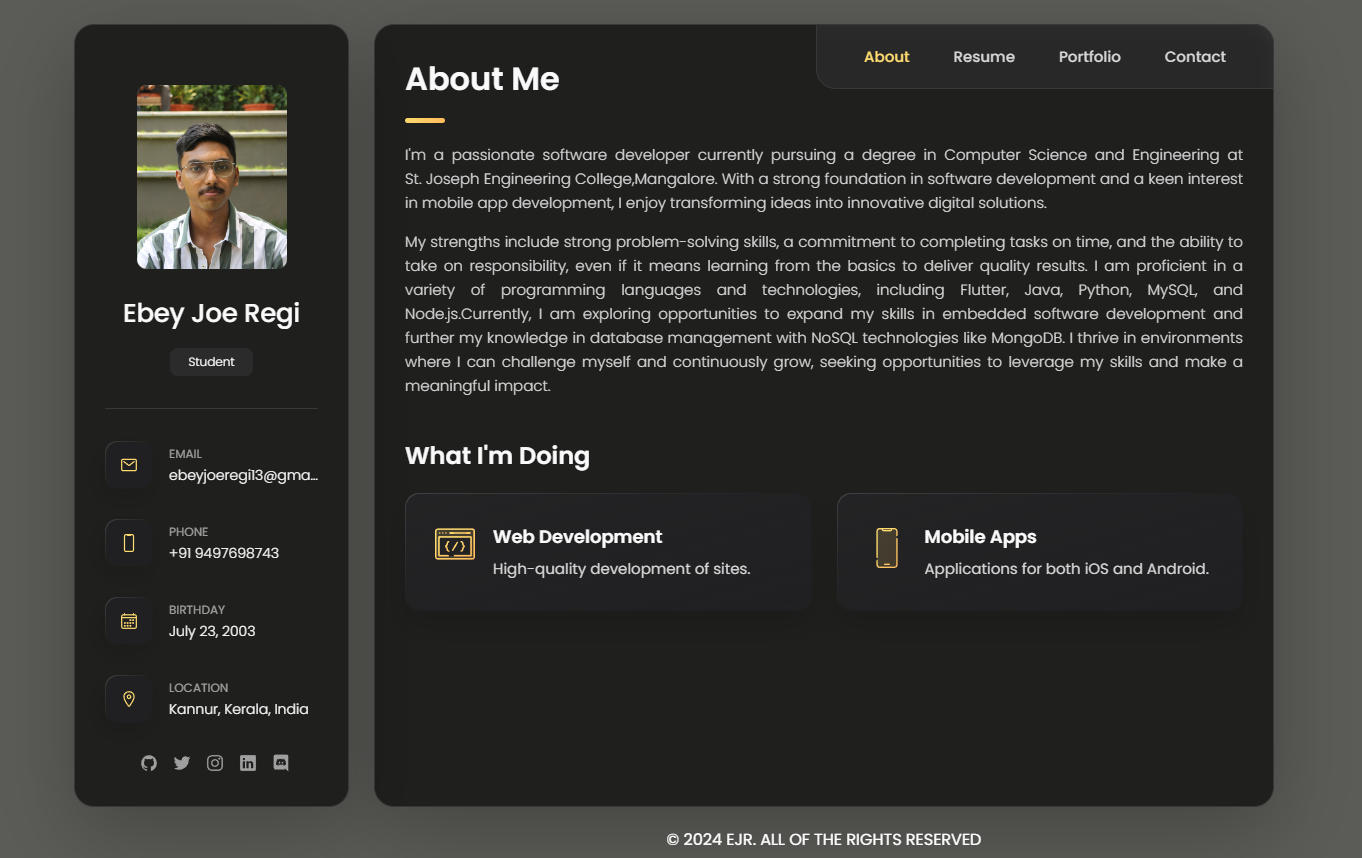 Ebey Joe Regi
Student
EMAIL
ebeyjoeregi13@gma...
PHONE
+91 9497698743
BIRTHDAY
July 23, 2003
LOCATION
Kannur, Kerala, India
About Resume Portfolio Contact
About Me
I'm a passionate software developer currently pursuing a degree in Computer Science and Engineering at
St. Joseph Engineering College,Mangalore. With a strong foundation in software development and a keen interest
in mobile app development, I enjoy transforming ideas into innovative digital solutions.
My strengths include strong problem-solving skills, a commitment to completing tasks on time, and the ability to
take on responsibility, even if it means learning from the basics to deliver quality results. I am proficient in a
variety of programming languages and technologies, including Flutter, Java, Python, MySQL, and
Node.js.Currently, I am exploring opportunities to expand my skills in embedded software development and
further my knowledge in database management with NoSQL technologies like MongoDB. I thrive in environments
where I can challenge myself and continuously grow, seeking opportunities to leverage my skills and make a
meaningful impact.
What I'm Doing
Web Development
High-quality development of sites.
Mobile Apps
Applications for both iOS and Android.
© 2024 EJR. ALL OF THE RIGHTS RESERVED